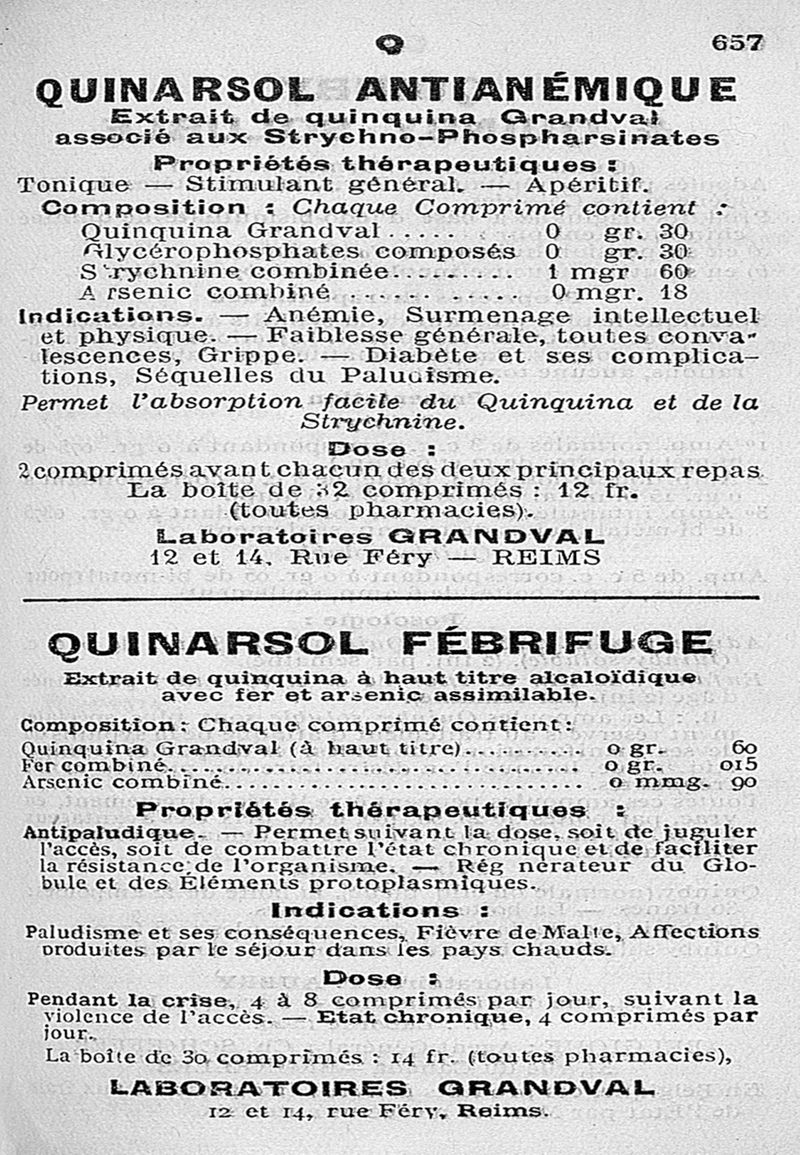 Q 657
QUINARSOL ANTIANÉMIQUE
Extrait de quinquina Grandval
associé aux Strychno-Phospharsinates
Propriétés thérapeutiques :
Tonique — Stimulant général. — Apéritif.
Composition : Chaque Comprimé contient :
Quinquina Grandval ..... 0 gr. 30
Glycérophosphates composés 0 gr. 30
Strychnine combinée........ 1 mgr 60
Arsenic combiné............ 0 mgr. 18
Indications. — Anémie, Surmenage intellectuel
et physique. — Faiblesse générale, toutes conva-
lescences, Grippe. — Diabète et ses complica-
tions, Séquelles du Paludisme.
Permet l'absorption facile du Quinquina et de la
Strychnine.
Dose :
2 comprimés avant chacun des deux principaux repas
La boîte de 32 comprimés : 12 fr.
(toutes pharmacies).
Laboratoires GRANDVAL
12 et 14, Rue Féry — REIMS
QUINARSOL FÉBRIFUGE
Extrait de quinquina à haut titre alcaloïdique
avec fer et arsenic assimilable.
Composition : Chaque comprimé contient :
Quinquina Grandval (à haut titre).......... 0 gr. 60
Fer combiné.............................. 0 gr. 015
Arsenic combiné.......................... 0 mmg. 90
Propriétés thérapeutiques :
Antipaludique. — Permet suivant la dose, soit de juguler
l'accès, soit de combattre l'état chronique et de faciliter
la résistance de l'organisme. — Rég nérateur du Glo-
bule et des Éléments protoplasmiques.
Indications :
Paludisme et ses conséquences, Fièvre de Malte, Affections
produites par le séjour dans les pays chauds.
Dose :
Pendant la crise, 4 à 8 comprimés par jour, suivant la
violence de l'accès. — Etat chronique, 4 comprimés par
jour.
La boîte de 30 comprimés : 14 fr. (toutes pharmacies),
LABORATOIRES GRANDVAL
12 et 14, rue Féry, Reims.